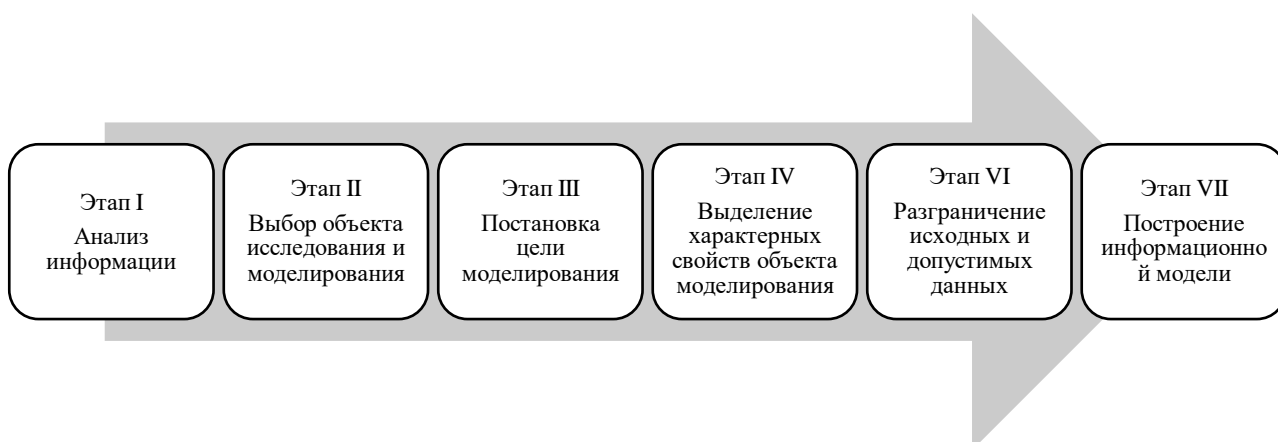 Этап I
Анализ
информации
Этап II
Выбор объекта
исследования и
моделирования
Этап III
Постановка
цели
моделирования
Этап IV
Выделение
характерных
свойств объекта
моделирования
Этап VI
Разграничение
исходных и
допустимых
данных
Этап VII
Построение
информационно
й модели